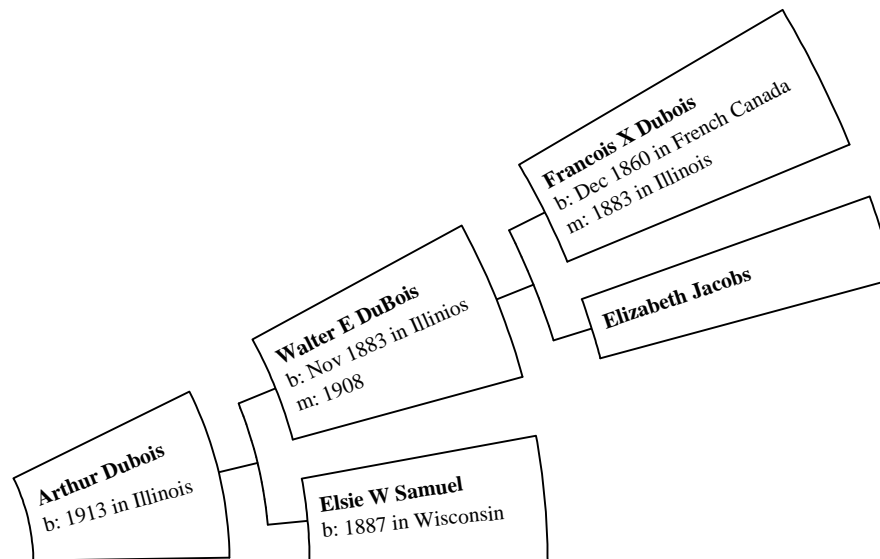 Francois X Dubois
b: Dec 1860 in French Canada
m: 1883 in Illinois
Elizabeth Jacobs
Walter E DuBois
b: Nov 1883 in Illinios
m: 1908
Arthur Dubois
b: 1913 in Illinois
Elsie W Samuel
b: 1887 in Wisconsin